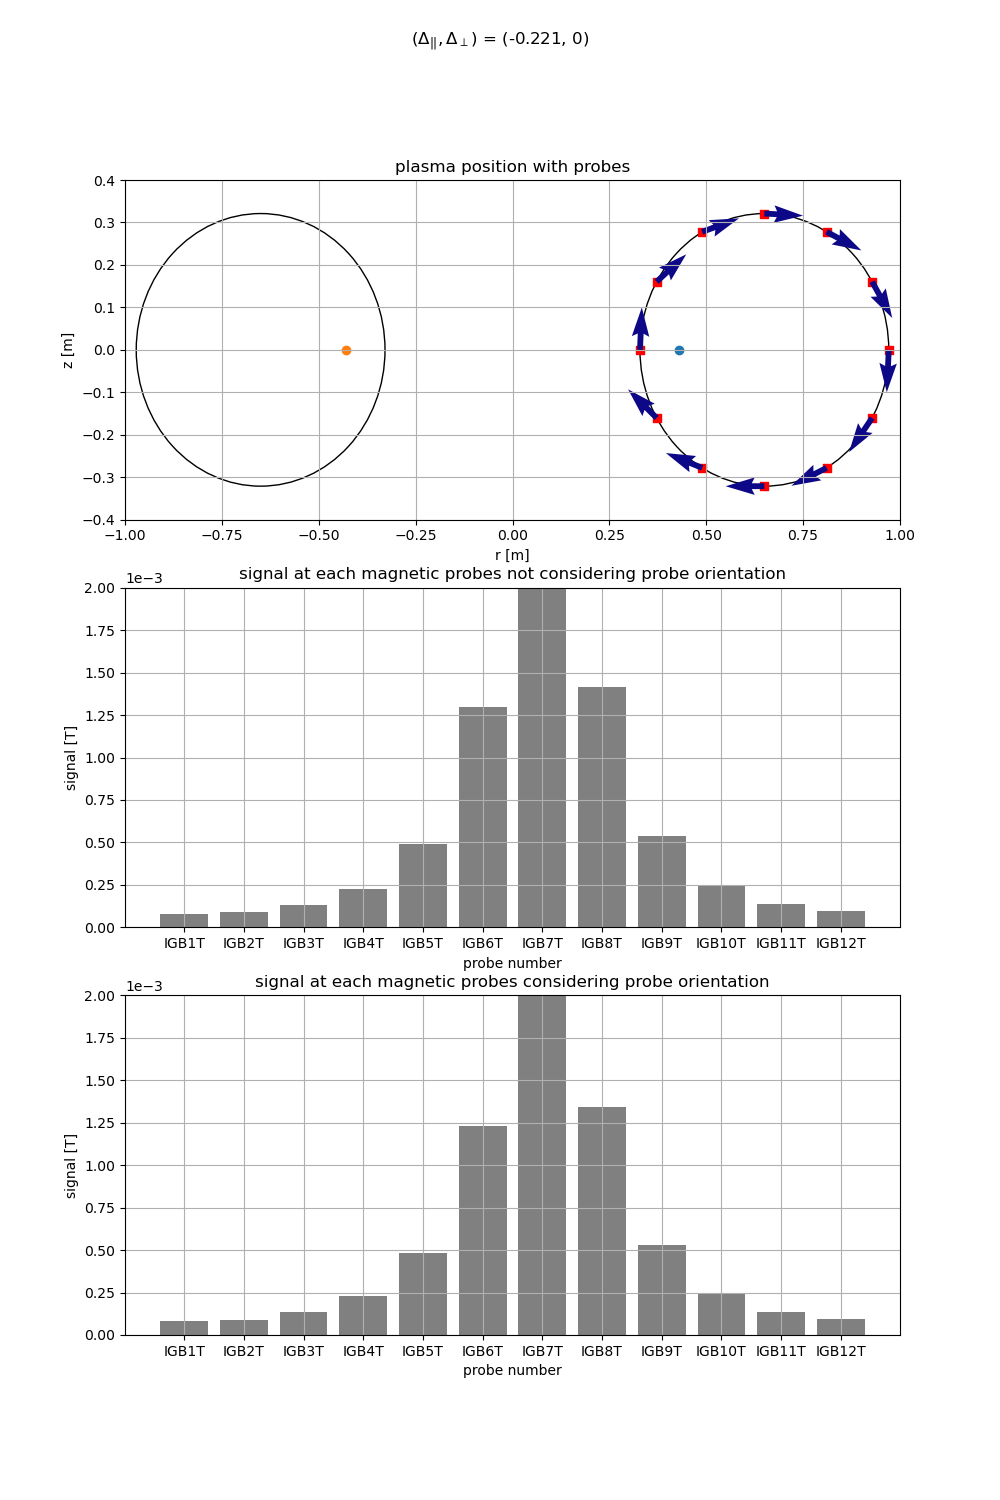 (Δ∥, Δ⊥) = (-0.221, 0)
plasma position with probes
0.4
0.3
0.2
0.1
0.0
−0.1
−0.2
−0.3
−0.4
z [m]
−1.00 −0.75 −0.50 −0.25 0.00 0.25 0.50 0.75 1.00
r [m]
signal at each magnetic probes not considering probe orientation
1e−3
2.00
1.75
1.50
1.25
1.00
0.75
0.50
0.25
0.00
signal [T]
IGB1T IGB2T IGB3T IGB4T IGB5T IGB6T IGB7T IGB8T IGB9T IGB10T IGB11T IGB12T
probe number
signal at each magnetic probes considering probe orientation
1e−3
2.00
1.75
1.50
1.25
1.00
0.75
0.50
0.25
0.00
signal [T]
IGB1T IGB2T IGB3T IGB4T IGB5T IGB6T IGB7T IGB8T IGB9T IGB10T IGB11T IGB12T
probe number